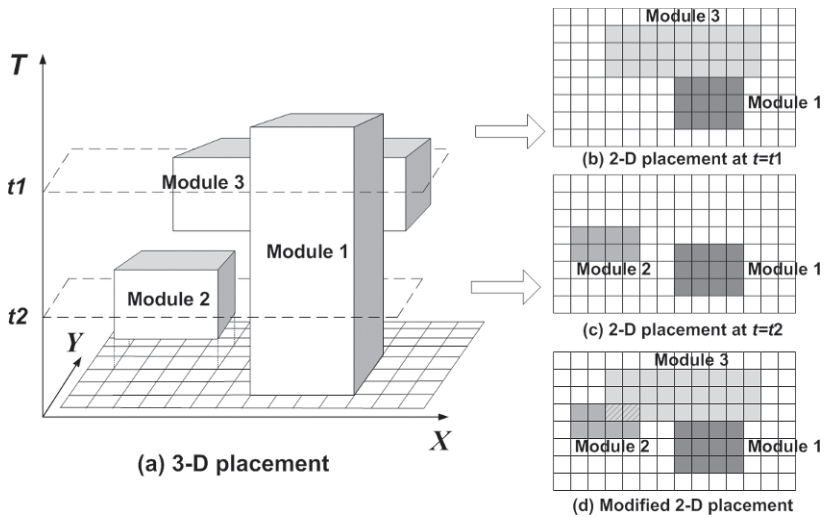 T
t1
t2
Y
X
Module 3
Module 1
Module 2
(a) 3-D placement
Module 3
Module 1
(b) 2-D placement at t=t1
Module 2
Module 1
(c) 2-D placement at t=t2
Module 3
Module 2
Module 1
(d) Modified 2-D placement